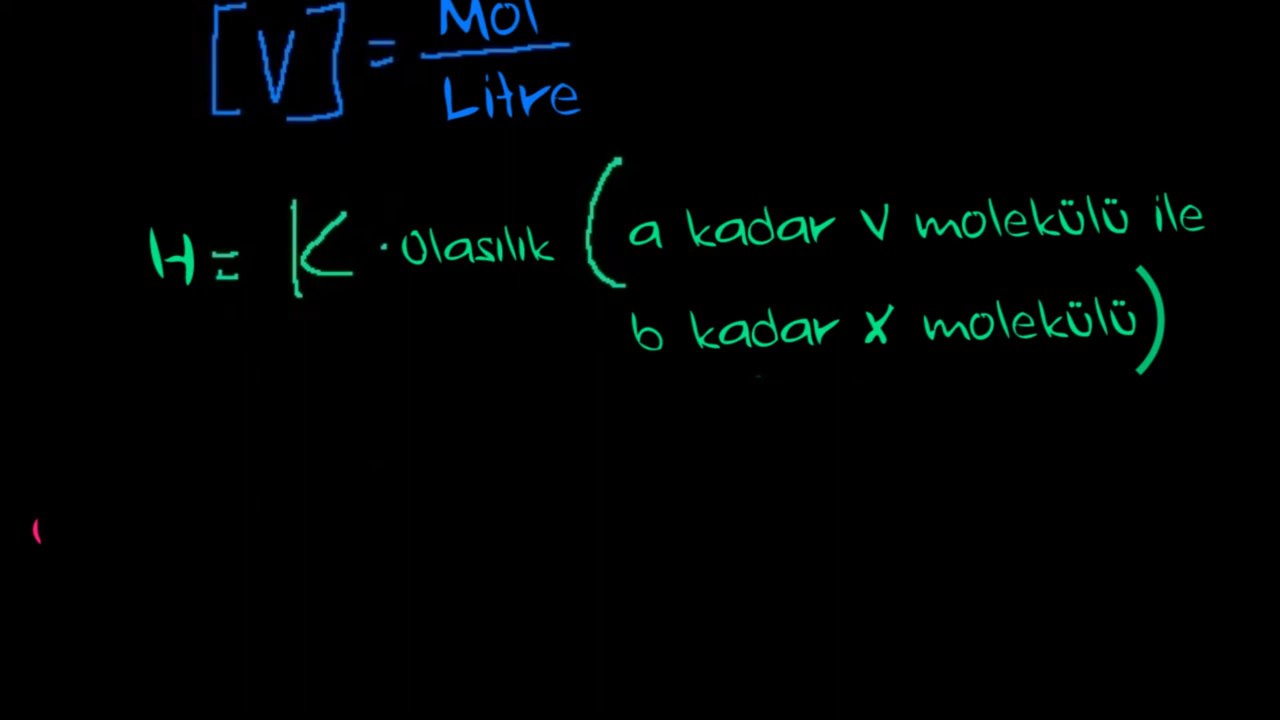 [V] = Mol / Litre
H = K . Olasılık ( a kadar V molekülü ile
b kadar X molekülü )